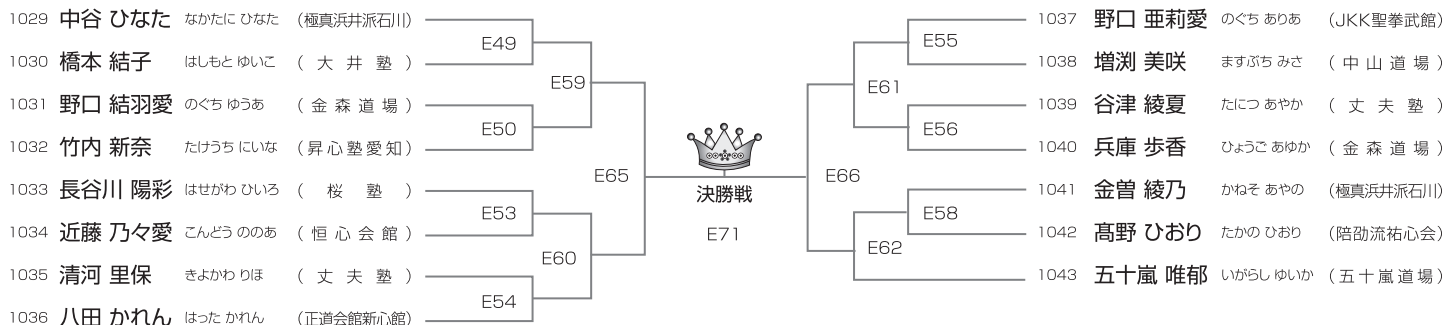 1029 中谷 ひなた なかたに ひなた （極真浜井派石川）
1030 橋本 結子 はしもと ゆいこ （大井塾）
1031 野口 結羽愛 のぐち ゆうあ （金森道場）
1032 竹内 新奈 たけうち にいな （昇心塾愛知）
1033 長谷川 陽彩 はせがわ ひいろ （桜塾）
1034 近藤 乃々愛 こんどう ののあ （恒心会館）
1035 清河 里保 きよかわ りほ （丈夫塾）
1036 八田 かれん はった かれん （正道会館新心館）
E49
E50
E53
E54
E59
E60
E65
決勝戦
E71
E66
E61
E62
E55
E56
E58
1037 野口 亜莉愛 のぐち ありあ （JKK聖拳武館）
1038 増渕 美咲 ますぶち みさ （中山道場）
1039 谷津 綾夏 たにつ あやか （丈夫塾）
1040 兵庫 歩香 ひょうご あゆか （金森道場）
1041 金曽 綾乃 かねそ あやの （極真浜井派石川）
1042 髙野 ひおり たかの ひおり （陪劭流祐心会）
1043 五十嵐 唯郁 いがらし ゆいか （五十嵐道場）